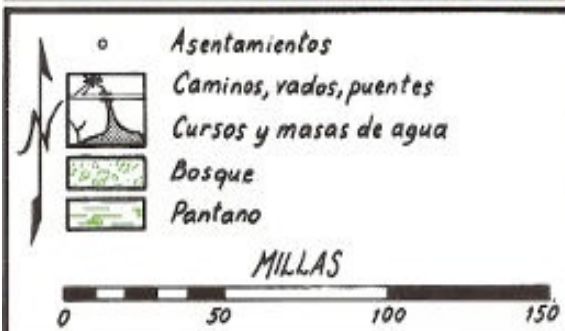 Asentamientos
Caminos, vados, puentes
Cursos y masas de agua
N
Bosque
Pantano
MILLAS
0 50 100 150